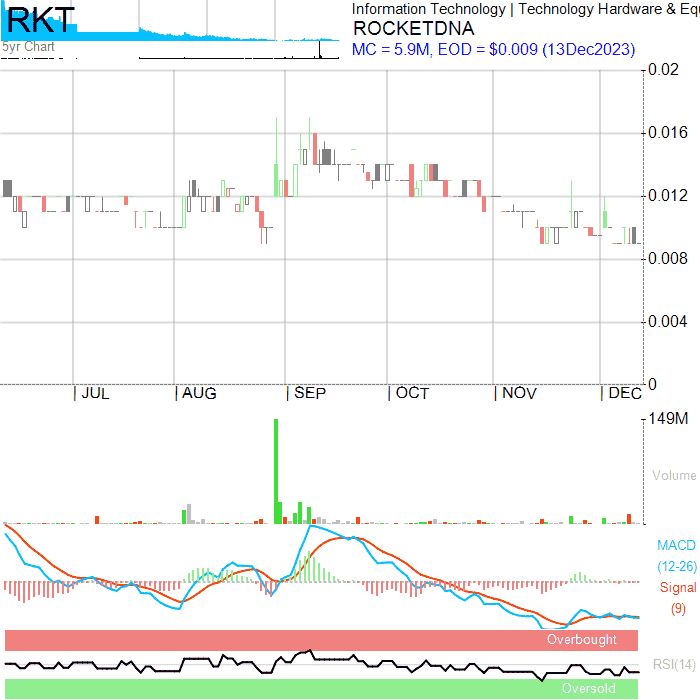 RKT
5yr Chart
Information Technology | Technology Hardware & Equ
ROCKETDNA
MC = 5.9M, EOD = $0.009 (13Dec2023)
0.02
0.016
0.012
0.008
0.004
0
| JUL | AUG | SEP | OCT | NOV | DEC
149M
Volume
MACD
(12-26)
Signal
(9)
Overbought
RSI(14)
Oversold